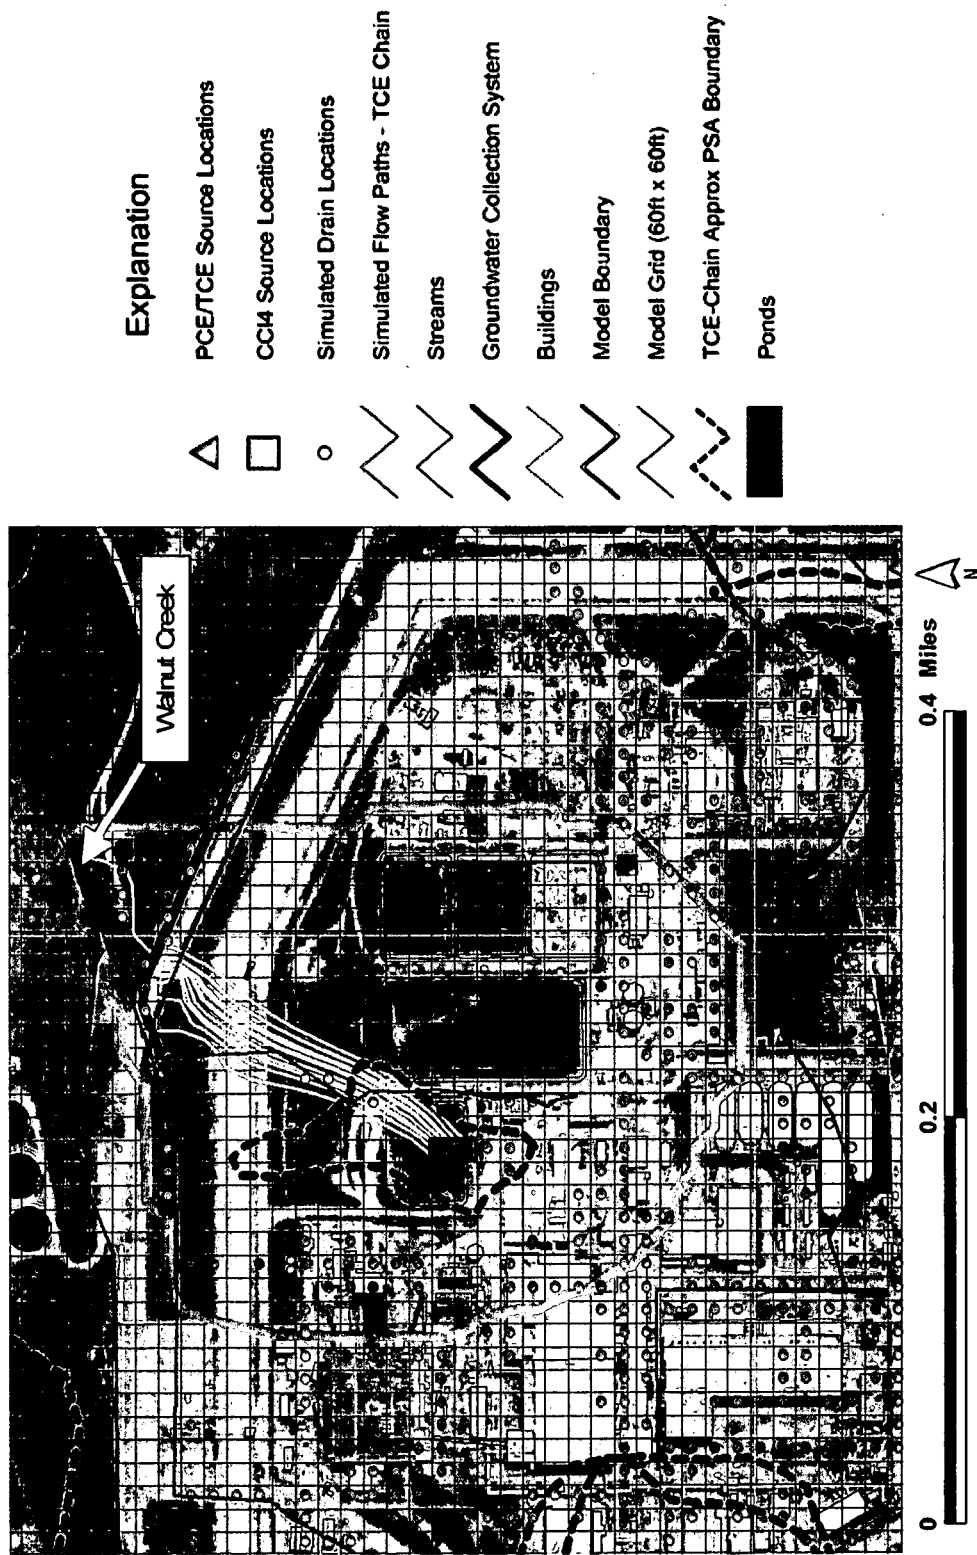 Explanation
PCE/TCE Source Locations
CCl4 Source Locations
Simulated Drain Locations
Simulated Flow Paths - TCE Chain
Streams
Groundwater Collection System
Buildings
Model Boundary
Model Grid (60ft x 60ft)
TCE-Chain Approx PSA Boundary
Ponds
Walnut Creek
0
0.2
0.4 Miles
N